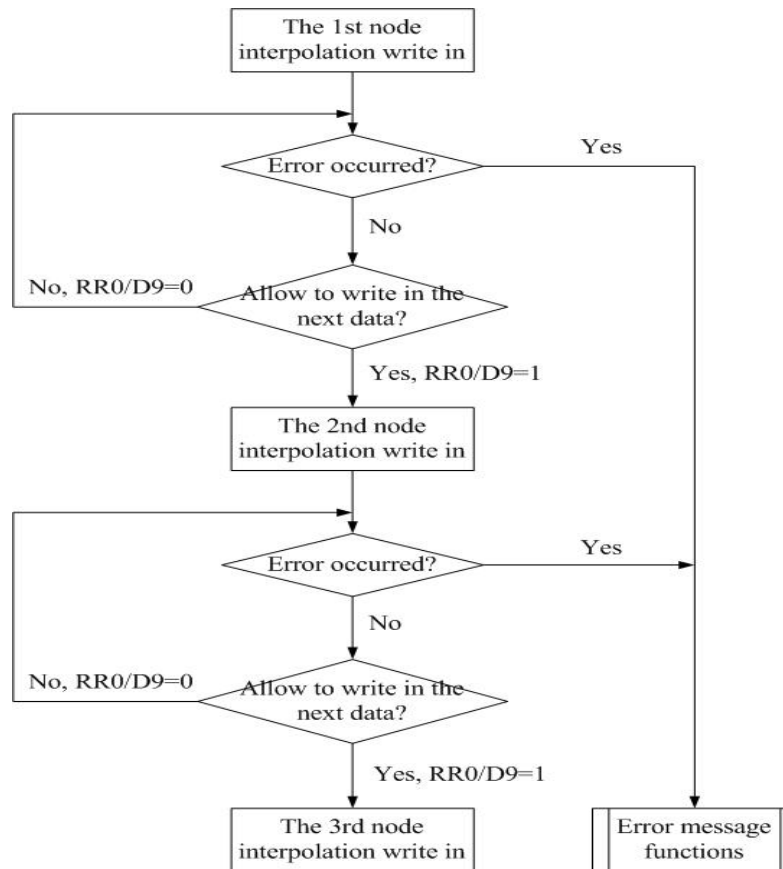 The 1st node
interpolation write in
Error occurred?
Yes
No
No, RR0/D9=0
Allow to write in the
next data?
Yes, RR0/D9=1
The 2nd node
interpolation write in
Error occurred?
Yes
No
No, RR0/D9=0
Allow to write in the
next data?
Yes, RR0/D9=1
The 3rd node
interpolation write in
Error message
functions